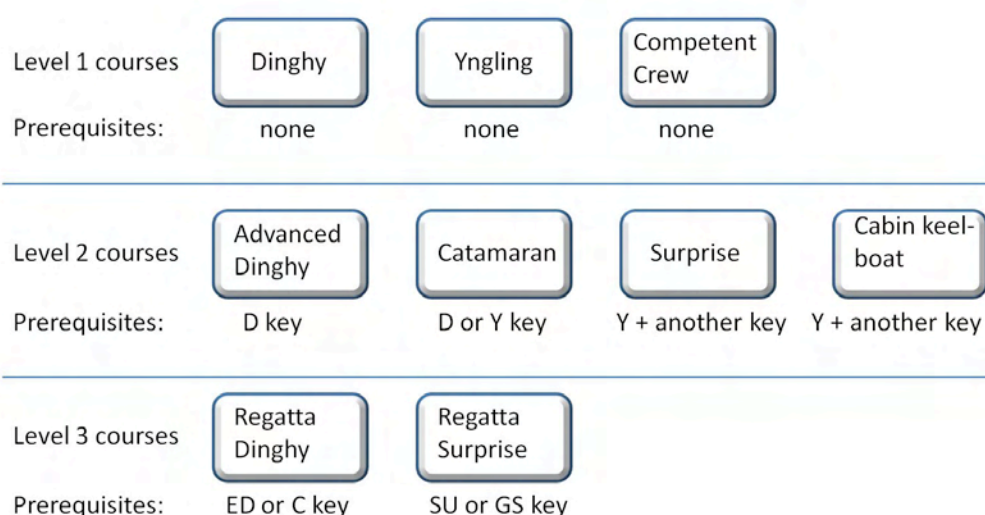 Level 1 courses Dinghy Yngling Competent Crew
Prerequisites: none none none
Level 2 courses Advanced Dinghy Catamaran Surprise Cabin keel-boat
Prerequisites: D key D or Y key Y + another key Y + another key
Level 3 courses Regatta Dinghy Regatta Surprise
Prerequisites: ED or C key SU or GS key